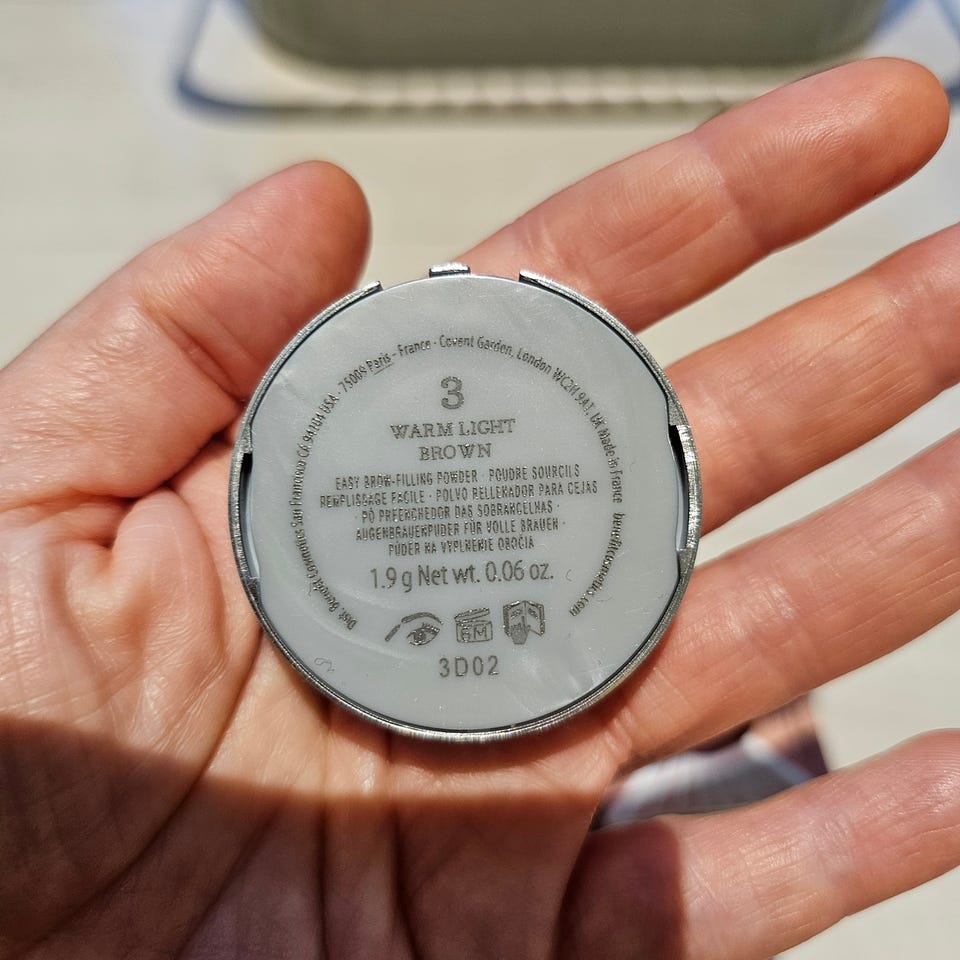 Dist. Benefit Cosmetics San Francisco CA 94104 USA · 75009 Paris - France · Covent Garden, London WC2H 9AT, UK Made in France benefitcosmetics.com
3
WARM LIGHT
BROWN
EASY BROW-FILLING POWDER · POUDRE SOURCILS
REMPLISSAGE FACILE · POLVO RELLENADOR PARA CEJAS
· PÓ PREENCHEDOR DAS SOBRANCELHAS ·
AUGENBRAUENPUDER FÜR VOLLE BRAUEN ·
PÚDER NA VYPLNENIE OBOČIA
1.9 g Net wt. 0.06 oz.
6M
3D02